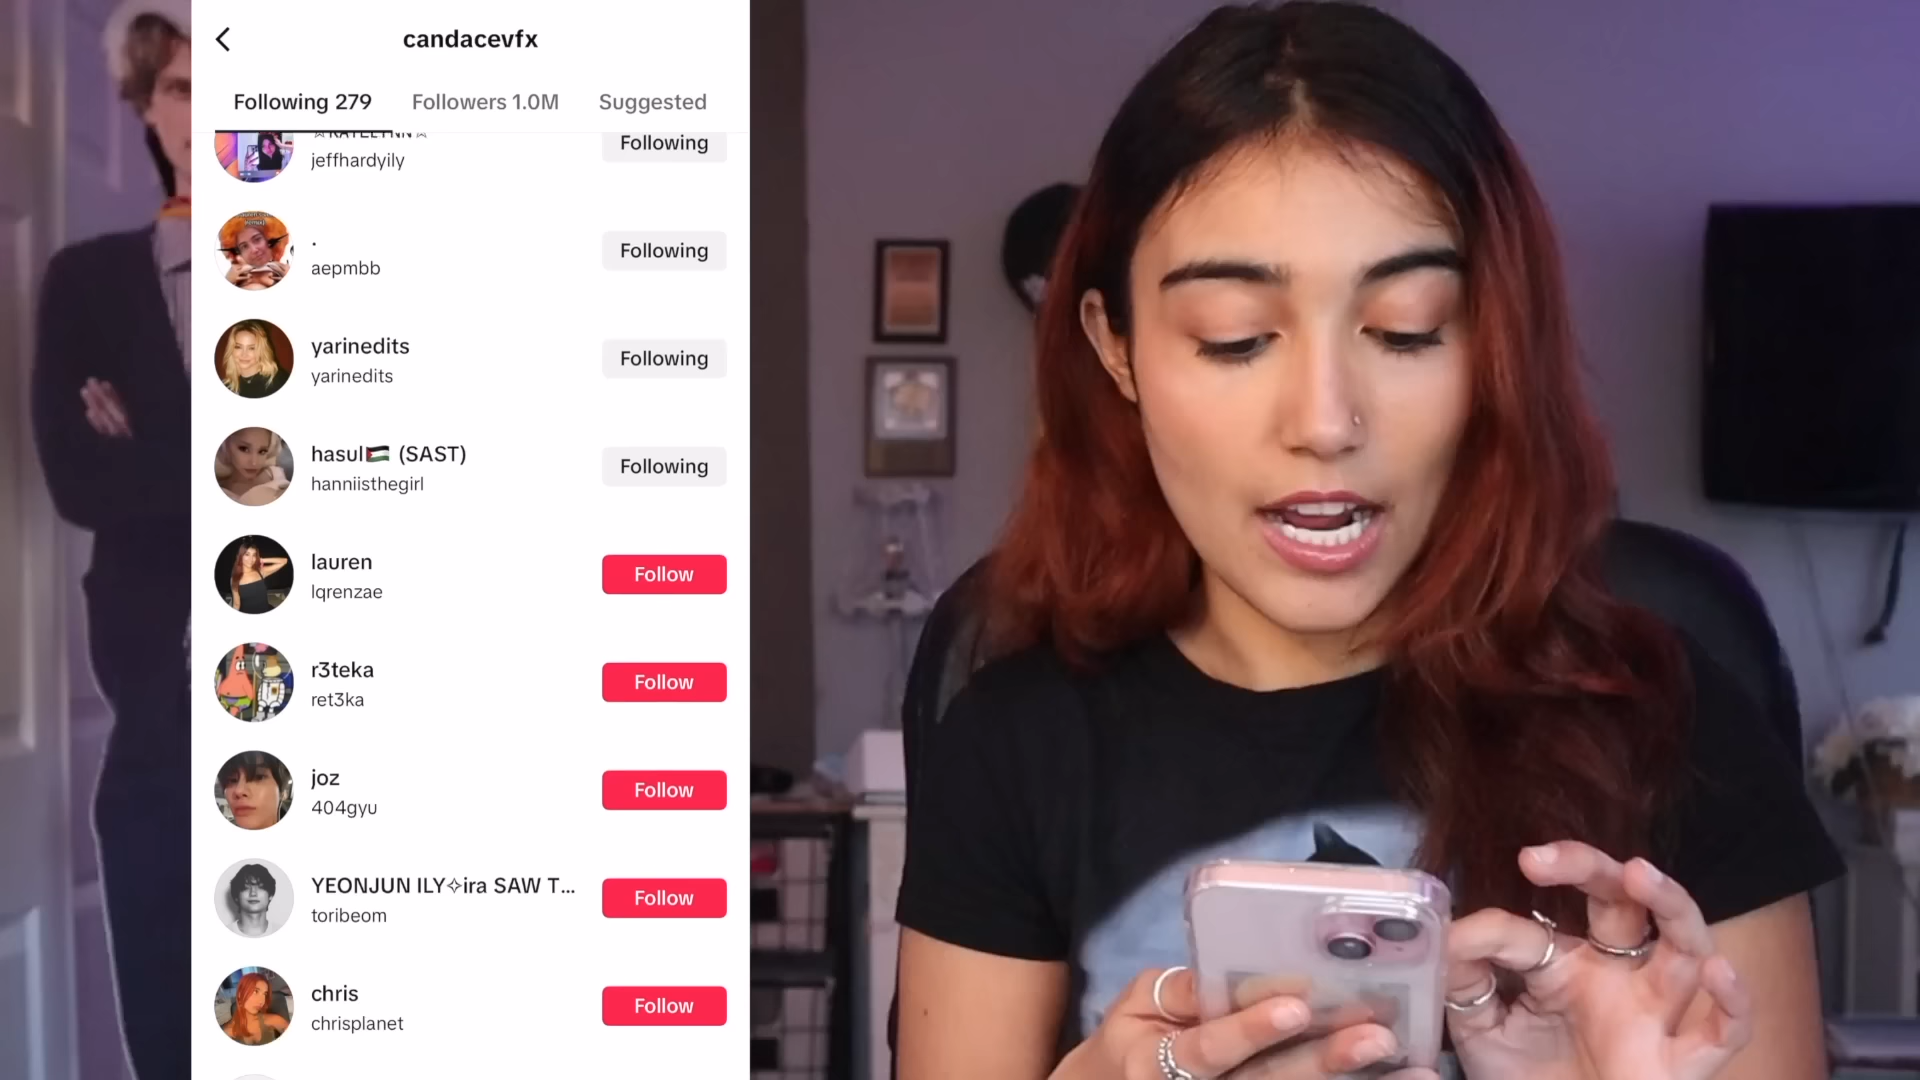 candacevfx
Following 279
Followers 1.0M
Suggested
jeffhardyily
Following
.
aepmbb
Following
yarinedits
yarinedits
Following
hasul🇵🇸 (SAST)
hanniisthegirl
Following
lauren
lqrenzae
Follow
r3teka
ret3ka
Follow
joz
404gyu
Follow
YEONJUN ILY✧ira SAW T...
toribeom
Follow
chris
chrisplanet
Follow